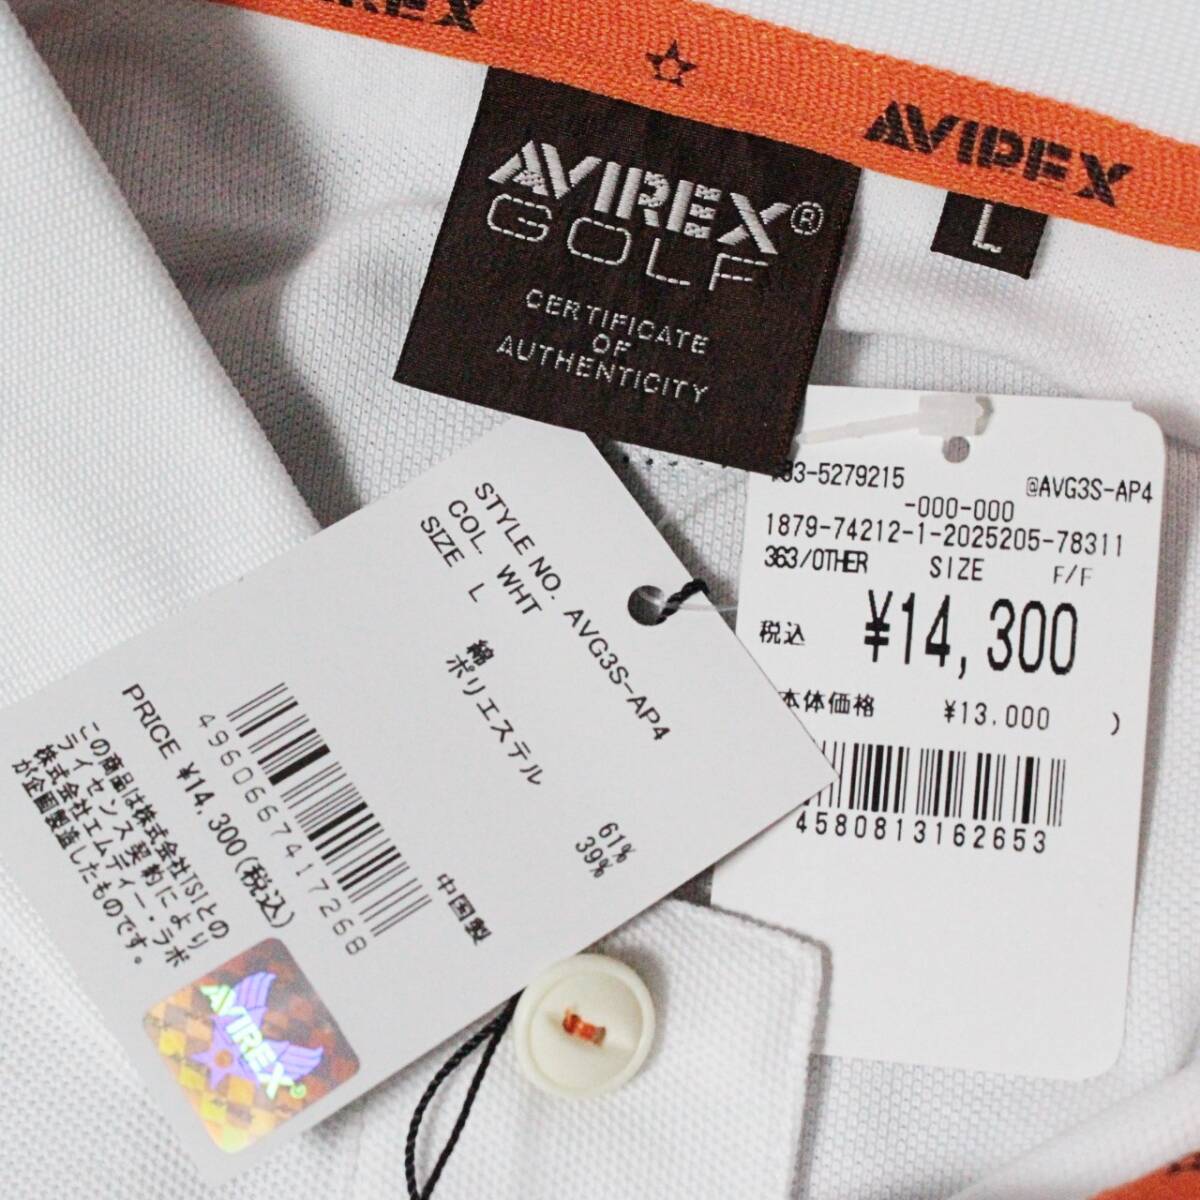 AVIREX
AVIREX
AVIREX®
GOLF
CERTIFICATE
OF
AUTHENTICITY
L
83-5279215
@AVG3S-AP4
-000-000
1879-74212-1-2025205-78311
363/OTHER SIZE F/F
税込 ¥14,300
本体価格 ¥13,000 )
4580813162653
STYLE NO. AVG3S-AP4
COL. WHT
SIZE L
綿 61%
ポリエステル 39%
中国製
4960667417268
PRICE ¥14,300(税込)
この商品は株式会社TSIとの
ライセンス契約により
株式会社エムディー・ラボ
が企画製造したものです。
AVIREX